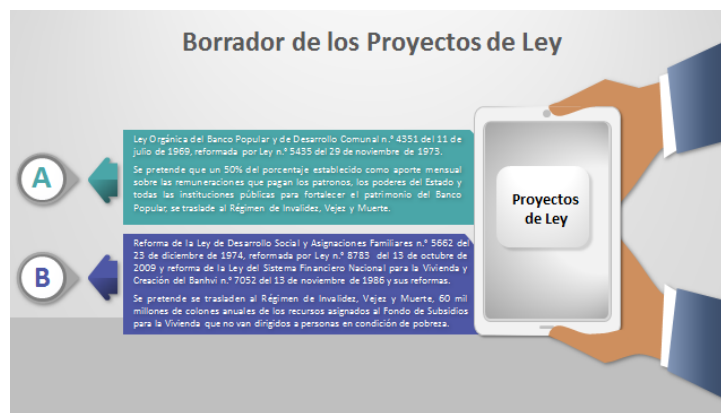 Borrador de los Proyectos de Ley
A
Ley Orgánica del Banco Popular y de Desarrollo Comunal n.° 4351 del 11 de
julio de 1969, reformada por Ley n.° 5435 del 29 de noviembre de 1973.
Se pretende que un 50% del porcentaje establecido como aporte mensual
sobre las remuneraciones que pagan los patronos, los poderes del Estado y
todas las instituciones públicas para fortalecer el patrimonio del Banco
Popular, se traslade al Régimen de Invalidez, Vejez y Muerte.
B
Reforma de la Ley de Desarrollo Social y Asignaciones Familiares n.° 5662 del
23 de diciembre de 1974, reformada por Ley n.° 8783 del 13 de octubre de
2009 y reforma de la Ley del Sistema Financiero Nacional para la Vivienda y
Creación del Banhvi n.° 7052 del 13 de noviembre de 1986 y sus reformas.
Se pretende se trasladen al Régimen de Invalidez, Vejez y Muerte, 60 mil
millones de colones anuales de los recursos asignados al Fondo de Subsidios
para la Vivienda que no van dirigidos a personas en condición de pobreza.
Proyectos
de Ley